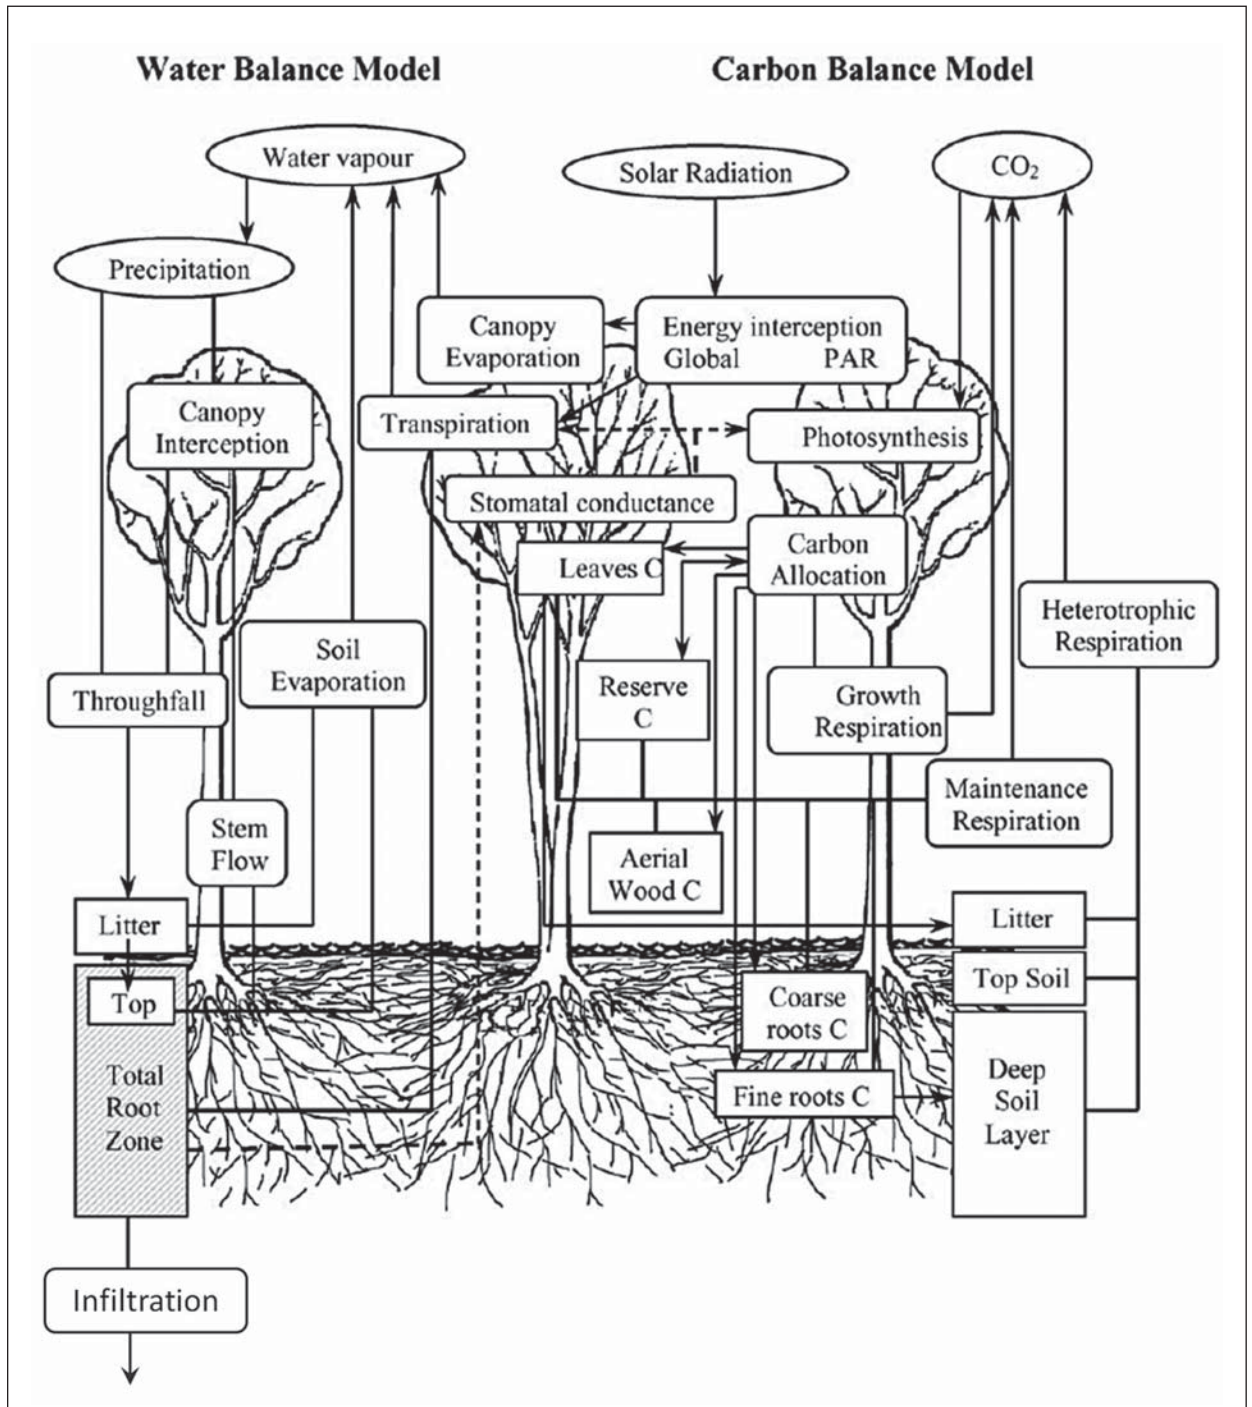 Water Balance Model
Carbon Balance Model
Water vapour
Solar Radiation
CO₂
Precipitation
Canopy
Evaporation
Energy interception
Global PAR
Canopy
Interception
Transpiration
Photosynthesis
Stomatal conductance
Leaves C
Carbon
Allocation
Heterotrophic
Respiration
Soil
Evaporation
Throughfall
Reserve
C
Growth
Respiration
Maintenance
Respiration
Stem
Flow
Aerial
Wood C
Litter
Litter
Top
Top Soil
Coarse
roots C
Total
Root
Zone
Fine roots C
Deep
Soil
Layer
Infiltration